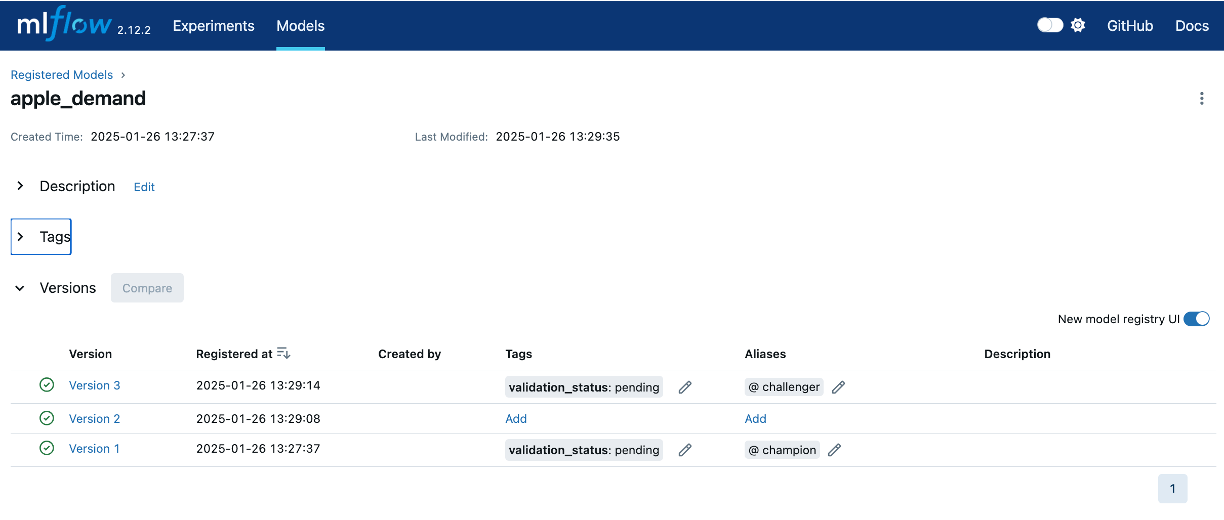 mlflow 2.12.2 Experiments Models GitHub Docs
Registered Models ›
apple_demand
Created Time: 2025-01-26 13:27:37 Last Modified: 2025-01-26 13:29:35
Description Edit
Tags
Versions Compare
New model registry UI
Version Registered at Created by Tags Aliases Description
Version 3 2025-01-26 13:29:14 validation_status: pending @ challenger
Version 2 2025-01-26 13:29:08 Add Add
Version 1 2025-01-26 13:27:37 validation_status: pending @ champion
1